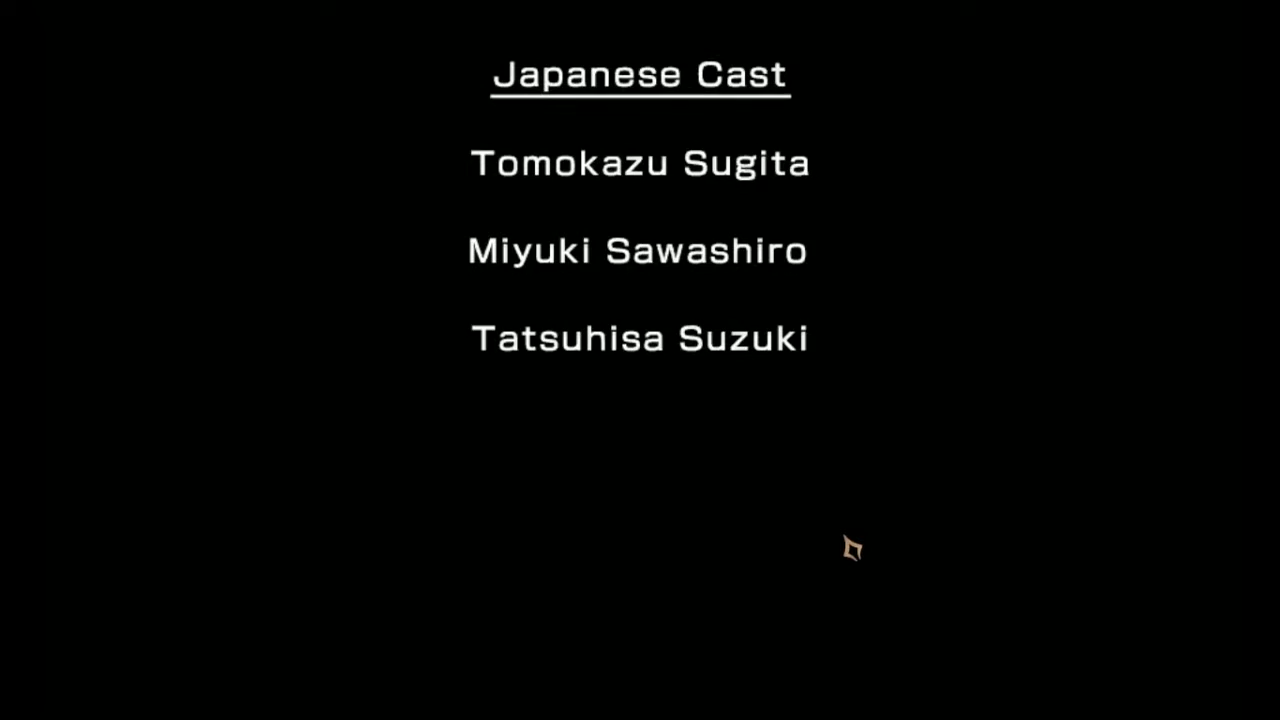 Japanese Cast
Tomokazu Sugita
Miyuki Sawashiro
Tatsuhisa Suzuki